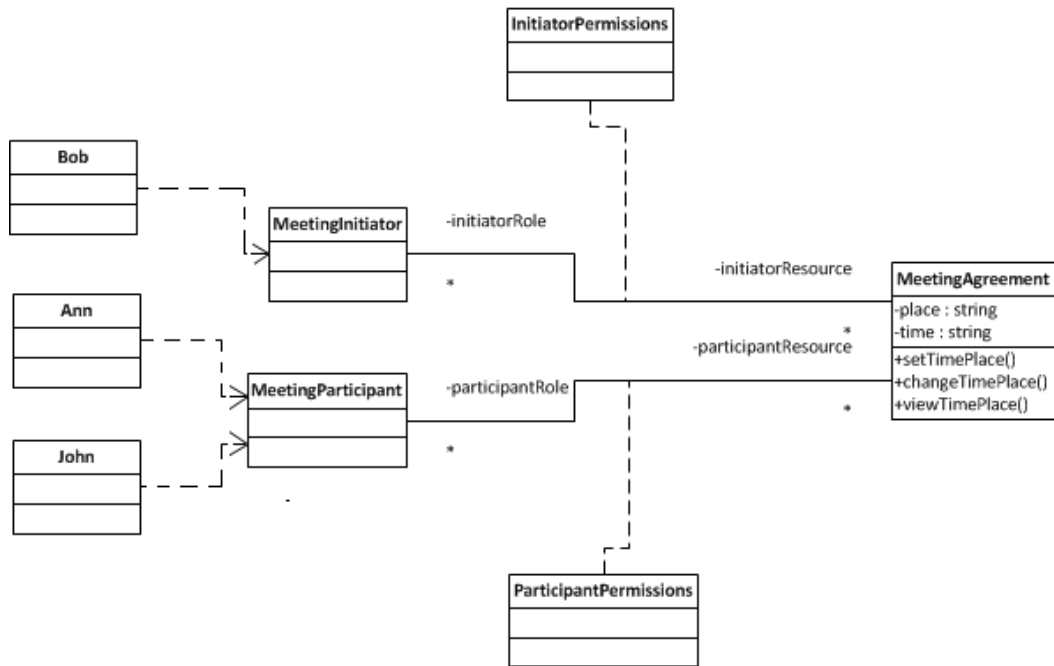 InitiatorPermissions
Bob
MeetingInitiator
-initiatorRole
*
-initiatorResource
*
MeetingAgreement
-place : string
-time : string
+setTimePlace()
+changeTimePlace()
+viewTimePlace()
Ann
MeetingParticipant
-participantRole
*
-participantResource
*
John
ParticipantPermissions